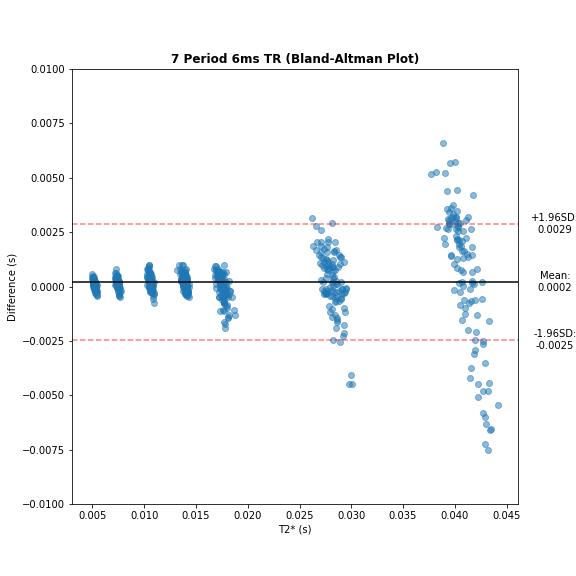 7 Period 6ms TR (Bland-Altman Plot)
0.0100
0.0075
0.0050
0.0025
0.0000
−0.0025
−0.0050
−0.0075
−0.0100
Difference (s)
+1.96SD:
0.0029
Mean:
0.0002
-1.96SD:
-0.0025
0.005 0.010 0.015 0.020 0.025 0.030 0.035 0.040 0.045
T2* (s)